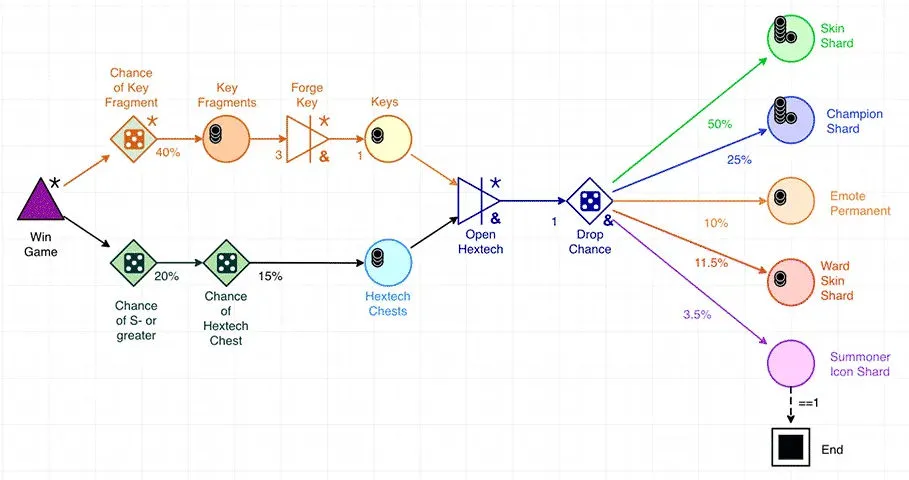 Skin
Shard
Chance
of Key
Fragment
Key
Fragments
Forge
Key
Keys
*
*
40%
3
&
1
50%
Champion
Shard
25%
*
Win
Game
*
&
Open
Hextech
1
&
Drop
Chance
10%
Emote
Permanent
20%
15%
Chance
of S- or
greater
Chance
of
Hextech
Chest
Hextech
Chests
11.5%
Ward
Skin
Shard
3.5%
Summoner
Icon Shard
==1
End